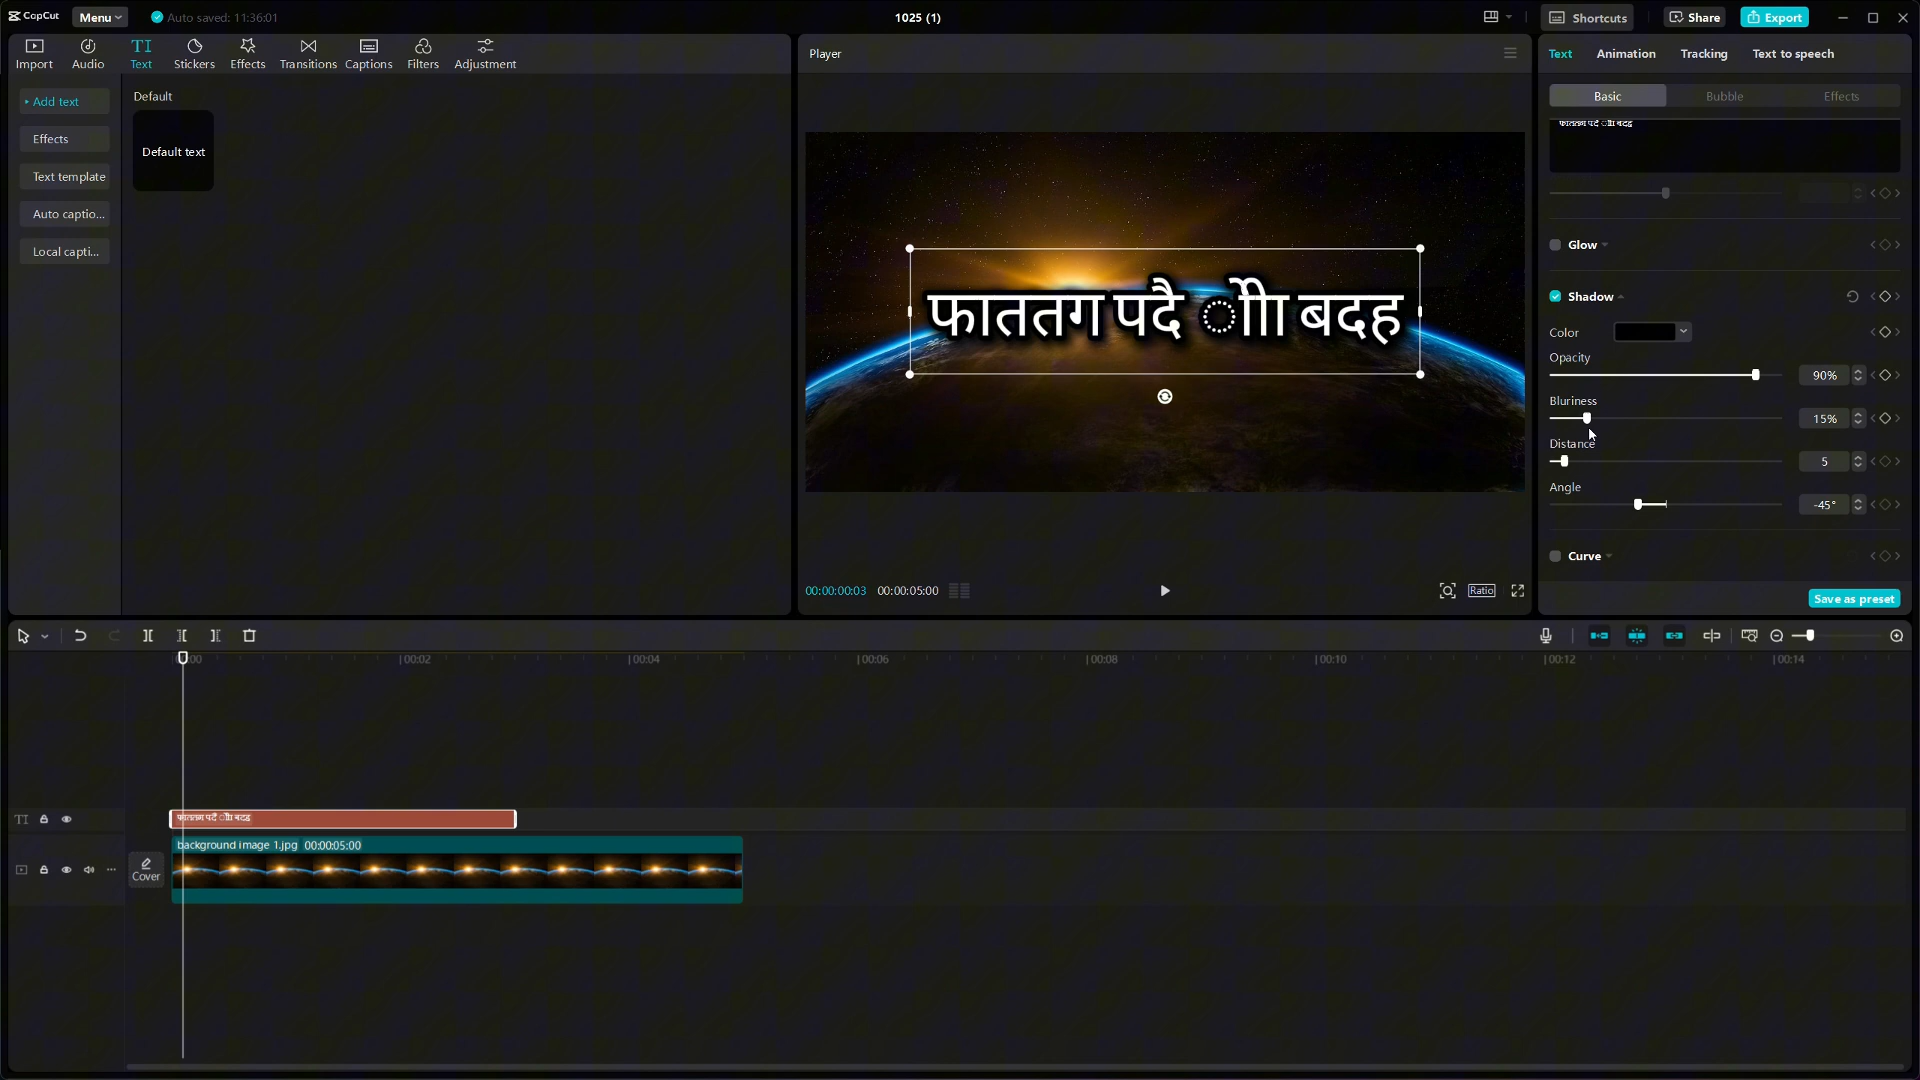 CapCut Menu Auto saved: 11:36:01 1025 (1) Shortcuts Share Export
Import Audio Text Stickers Effects Transitions Captions Filters Adjustment
Add text
Effects
Text template
Auto captio...
Local capti...
Default
Default text
Player
फाततग पदै ोीा बदह
00:00:00:03 00:00:05:00 Ratio
Text Animation Tracking Text to speech
Basic Bubble Effects
फाततग पदै ोीा बदह
Glow
Shadow
Color
Opacity
90%
Bluriness
15%
Distance
5
Angle
-45°
Curve
Save as preset
00:00 00:02 00:04 00:06 00:08 00:10 00:12 00:14
TI फाततग पदै ोीा बदह
background image 1.jpg 00:00:05:00
Cover